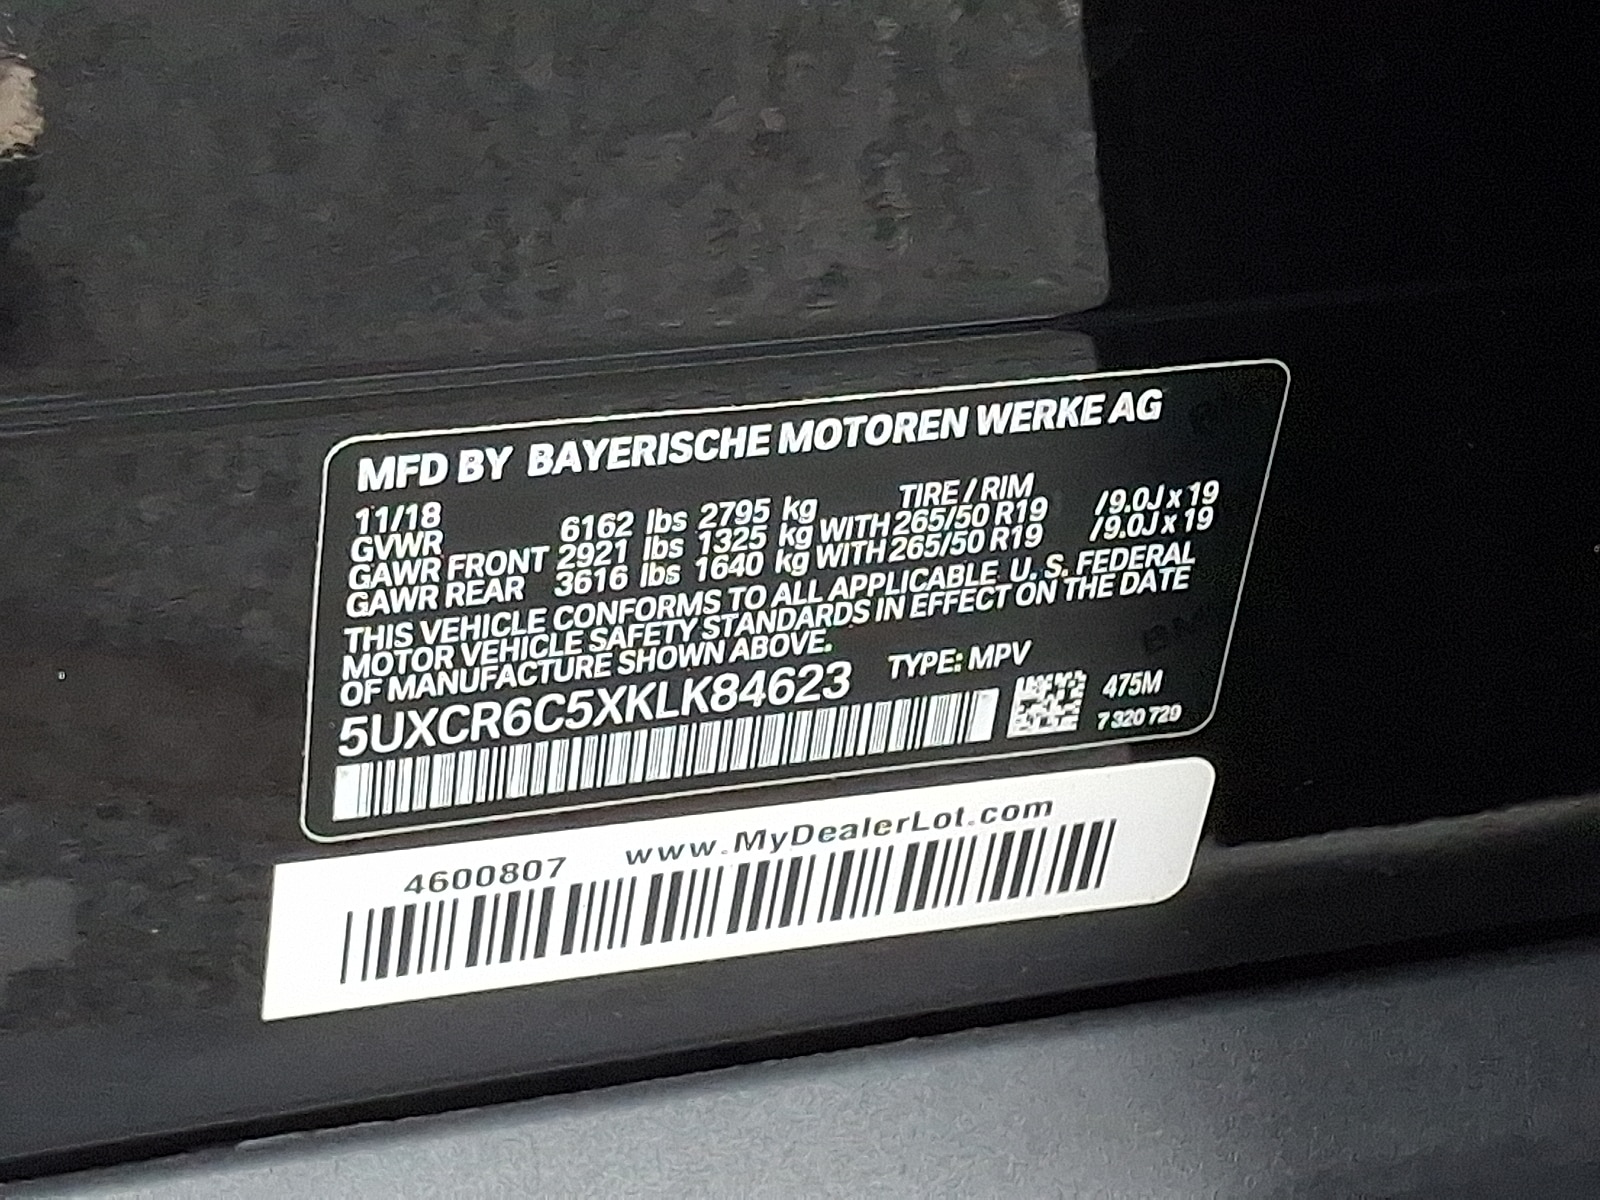 MFD BY BAYERISCHE MOTOREN WERKE AG
11/18 TIRE / RIM
GVWR 6162 lbs 2795 kg
GAWR FRONT 2921 lbs 1325 kg WITH 265/50 R19 /9.0J x 19
GAWR REAR 3616 lbs 1640 kg WITH 265/50 R19 /9.0J x 19
THIS VEHICLE CONFORMS TO ALL APPLICABLE U. S. FEDERAL
MOTOR VEHICLE SAFETY STANDARDS IN EFFECT ON THE DATE
OF MANUFACTURE SHOWN ABOVE.
5UXCR6C5XKLK84623 TYPE: MPV
475M
7 320 720
4600807 www.MyDealerLot.com